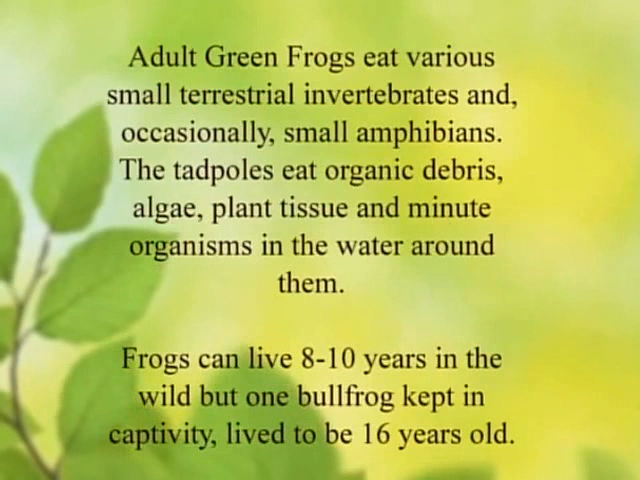 Adult Green Frogs eat various
small terrestrial invertebrates and,
occasionally, small amphibians.
The tadpoles eat organic debris,
algae, plant tissue and minute
organisms in the water around
them.
Frogs can live 8-10 years in the
wild but one bullfrog kept in
captivity, lived to be 16 years old.